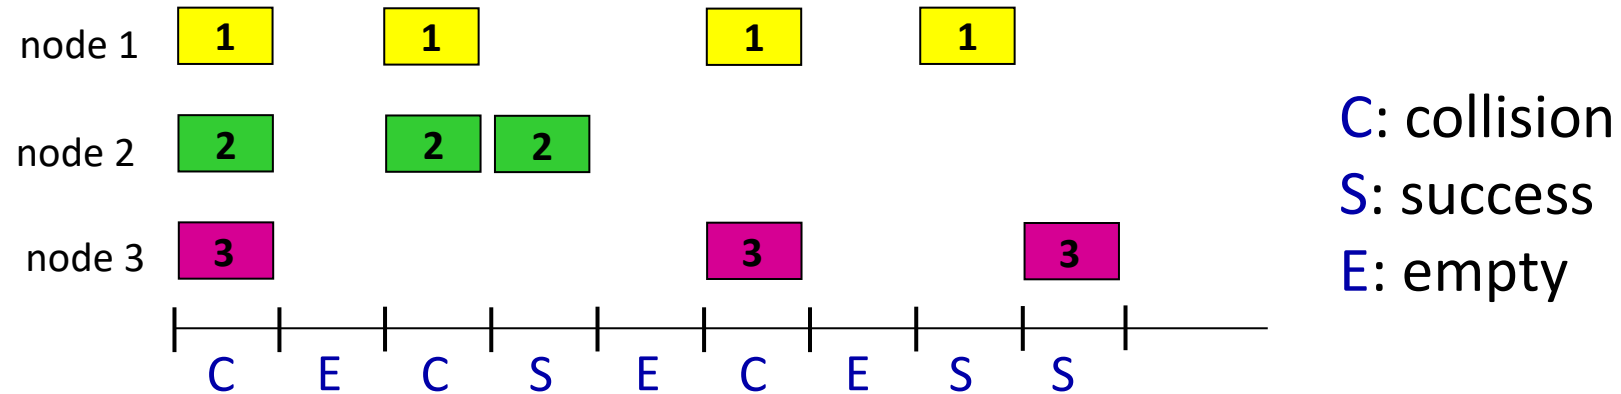 node 1 1 1 1 1
node 2 2 2 2
node 3 3 3 3
C E C S E C E S S
C: collision
S: success
E: empty